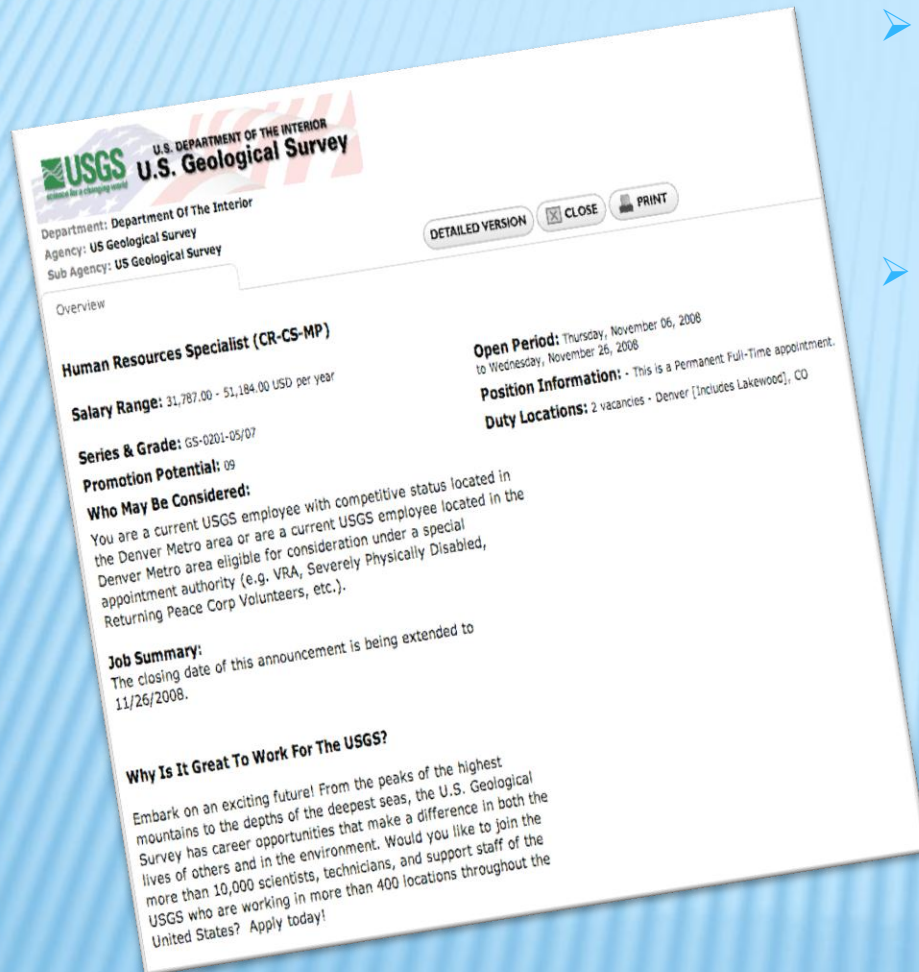 USGS
science for a changing world
U.S. DEPARTMENT OF THE INTERIOR
U.S. Geological Survey
Department: Department Of The Interior
Agency: US Geological Survey
Sub Agency: US Geological Survey
DETAILED VERSION
CLOSE
PRINT
Overview
Human Resources Specialist (CR-CS-MP)
Salary Range: 31,787.00 - 51,184.00 USD per year
Series & Grade: GS-0201-05/07
Promotion Potential: 09
Open Period: Thursday, November 06, 2008
to Wednesday, November 26, 2008
Position Information: - This is a Permanent Full-Time appointment.
Duty Locations: 2 vacancies - Denver [Includes Lakewood], CO
Who May Be Considered:
You are a current USGS employee with competitive status located in
the Denver Metro area or are a current USGS employee located in the
Denver Metro area eligible for consideration under a special
appointment authority (e.g. VRA, Severely Physically Disabled,
Returning Peace Corp Volunteers, etc.).
Job Summary:
The closing date of this announcement is being extended to
11/26/2008.
Why Is It Great To Work For The USGS?
Embark on an exciting future! From the peaks of the highest
mountains to the depths of the deepest seas, the U.S. Geological
Survey has career opportunities that make a difference in both the
lives of others and in the environment. Would you like to join the
more than 10,000 scientists, technicians, and support staff of the
USGS who are working in more than 400 locations throughout the
United States? Apply today!